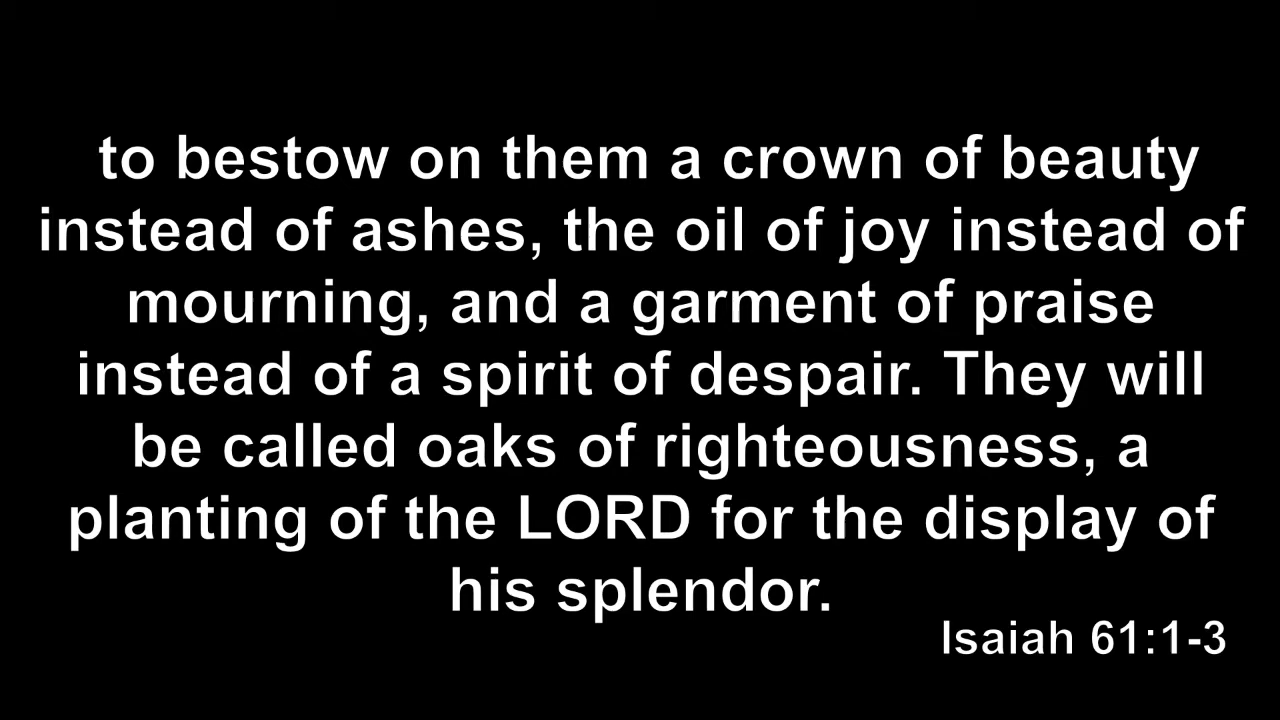 to bestow on them a crown of beauty
instead of ashes, the oil of joy instead of
mourning, and a garment of praise
instead of a spirit of despair. They will
be called oaks of righteousness, a
planting of the LORD for the display of
his splendor.
Isaiah 61:1-3